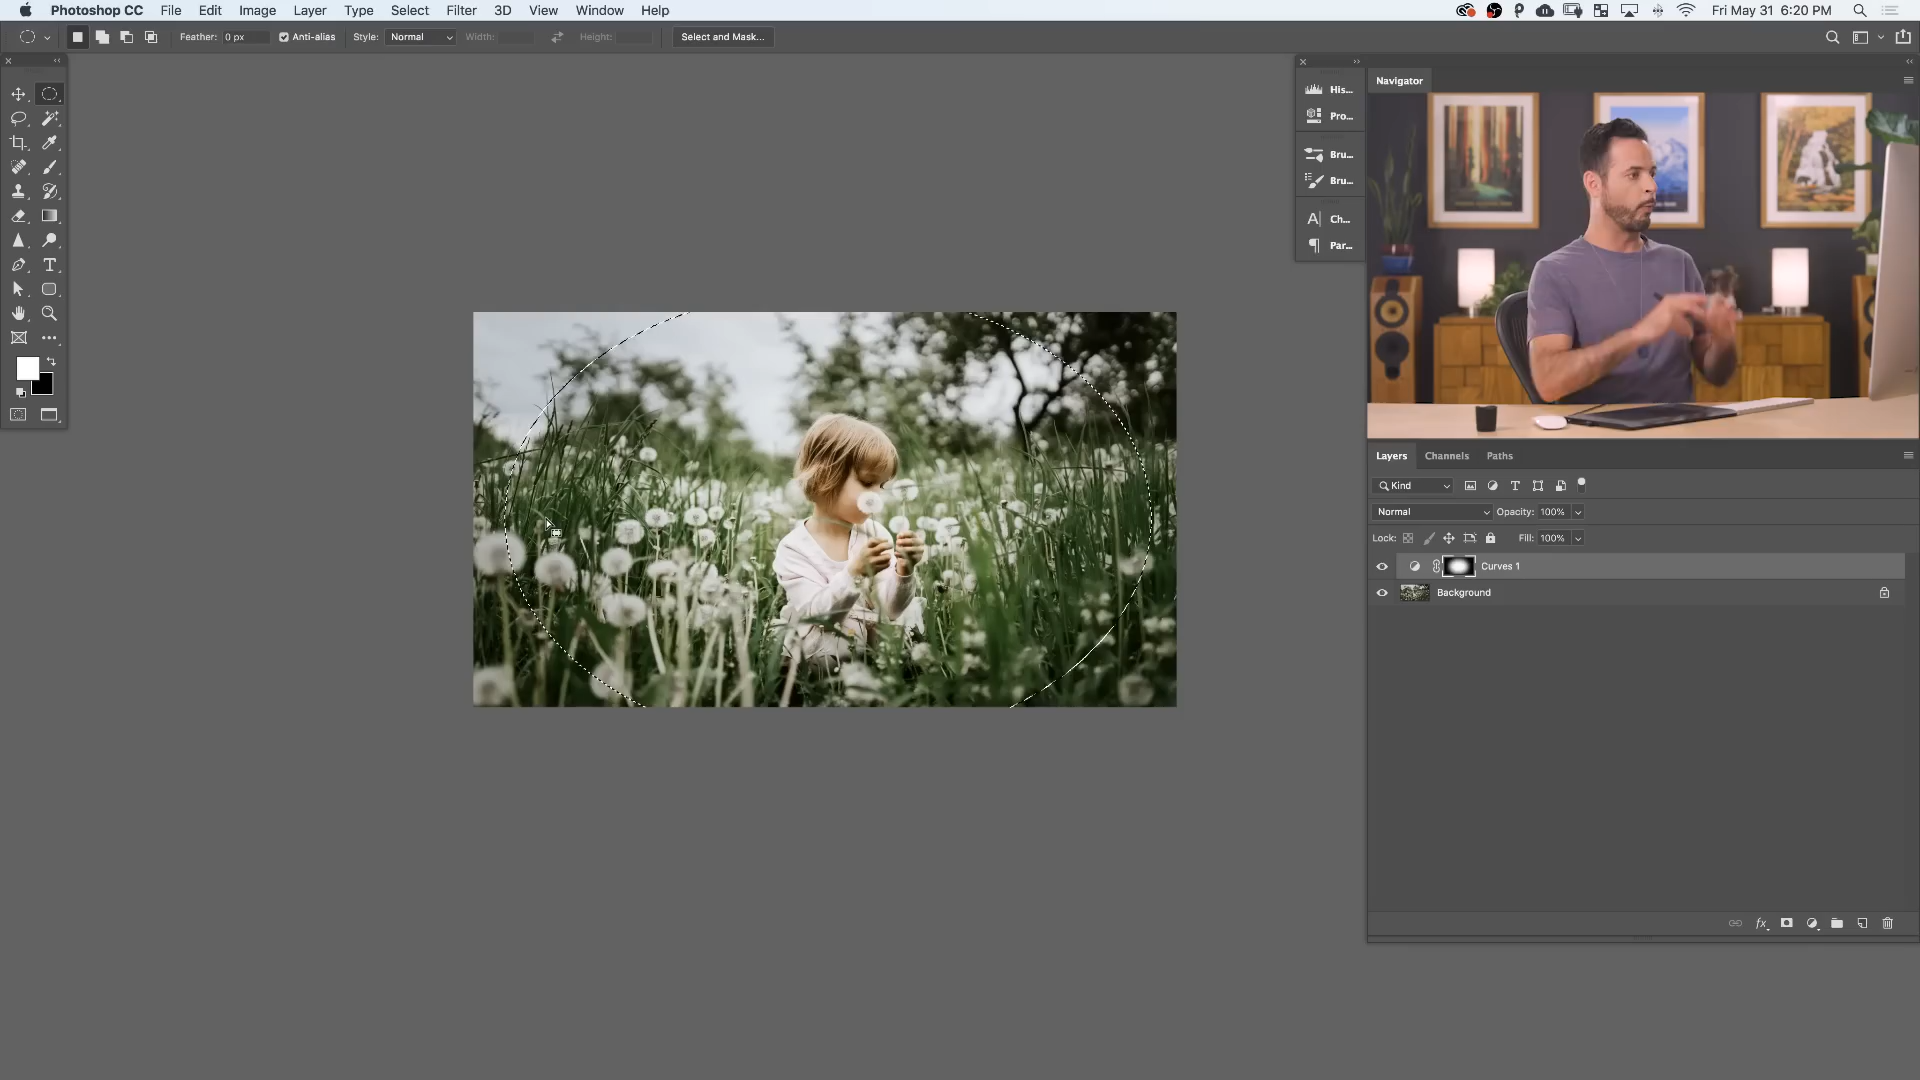 Photoshop CC File Edit Image Layer Type Select Filter 3D View Window Help Fri May 31 6:20 PM
Feather: 0 px Anti-alias Style: Normal Width: Height: Select and Mask...
Navigator
His...
Pro...
Bru...
Bru...
Ch...
Par...
Layers Channels Paths
Kind
Normal Opacity: 100%
Lock: Fill: 100%
Curves 1
Background